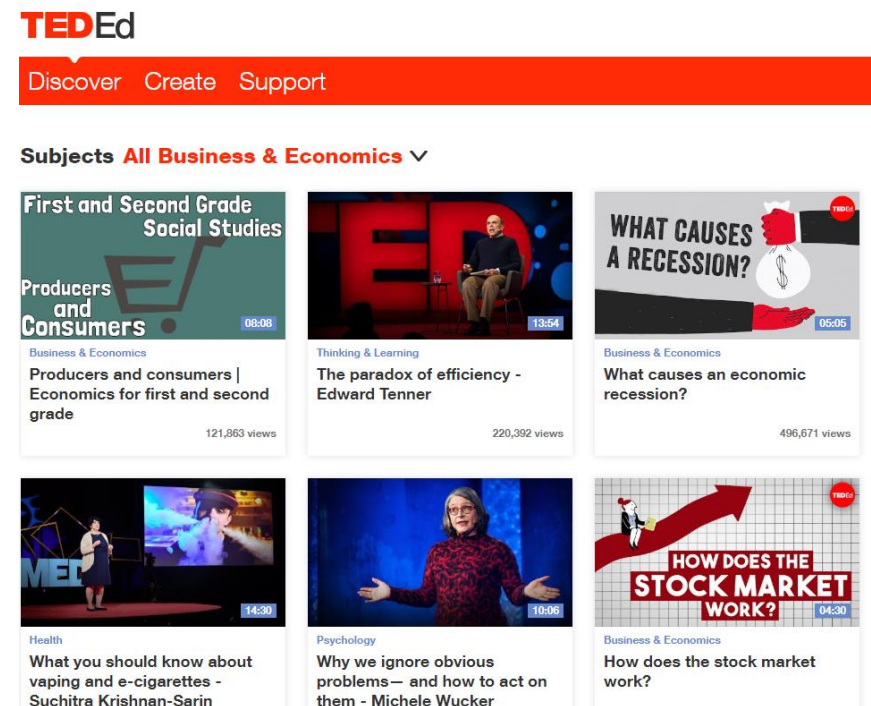 TEDEd
Discover Create Support
Subjects All Business & Economics
First and Second Grade
Social Studies
Producers
and
Consumers
08:08
Business & Economics
Producers and consumers |
Economics for first and second
grade
121,863 views
TED
13:54
Thinking & Learning
The paradox of efficiency -
Edward Tenner
220,392 views
TEDEd
WHAT CAUSES
A RECESSION?
$
05:05
Business & Economics
What causes an economic
recession?
496,671 views
MED
14:30
Health
What you should know about
vaping and e-cigarettes -
Suchitra Krishnan-Sarin
10:06
Psychology
Why we ignore obvious
problems— and how to act on
them - Michele Wucker
TEDEd
HOW DOES THE
STOCK MARKET
WORK?
04:30
Business & Economics
How does the stock market
work?